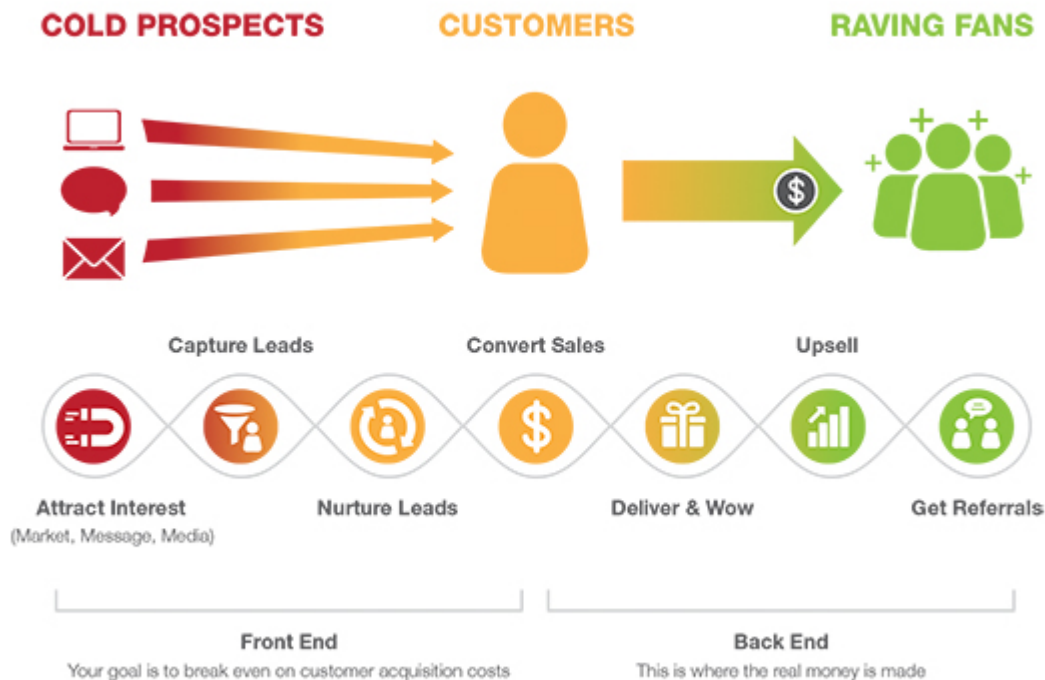 COLD PROSPECTS
CUSTOMERS
RAVING FANS
$
Capture Leads
Convert Sales
Upsell
$
Attract Interest
(Market, Message, Media)
Nurture Leads
Deliver & Wow
Get Referrals
Front End
Your goal is to break even on customer acquisition costs
Back End
This is where the real money is made